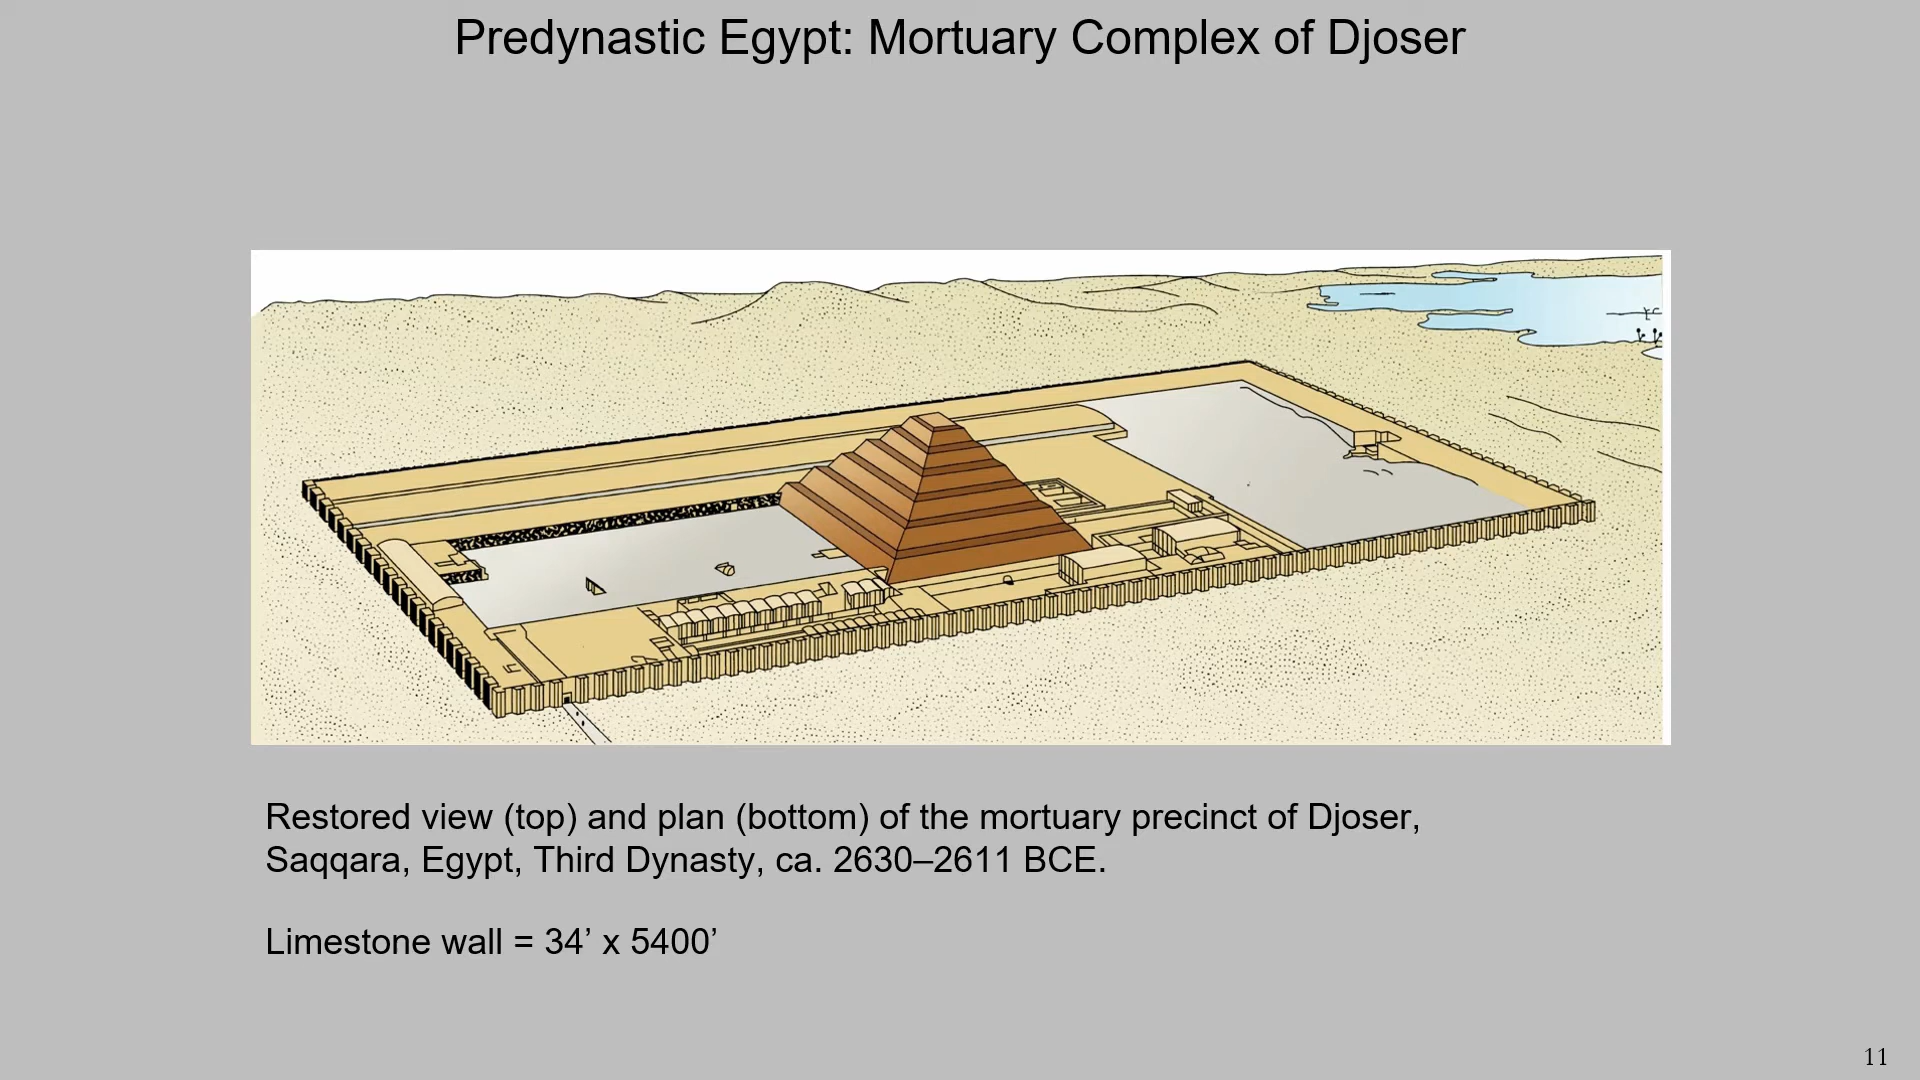 Predynastic Egypt: Mortuary Complex of Djoser
Restored view (top) and plan (bottom) of the mortuary precinct of Djoser,
Saqqara, Egypt, Third Dynasty, ca. 2630–2611 BCE.
Limestone wall = 34’ x 5400’
11